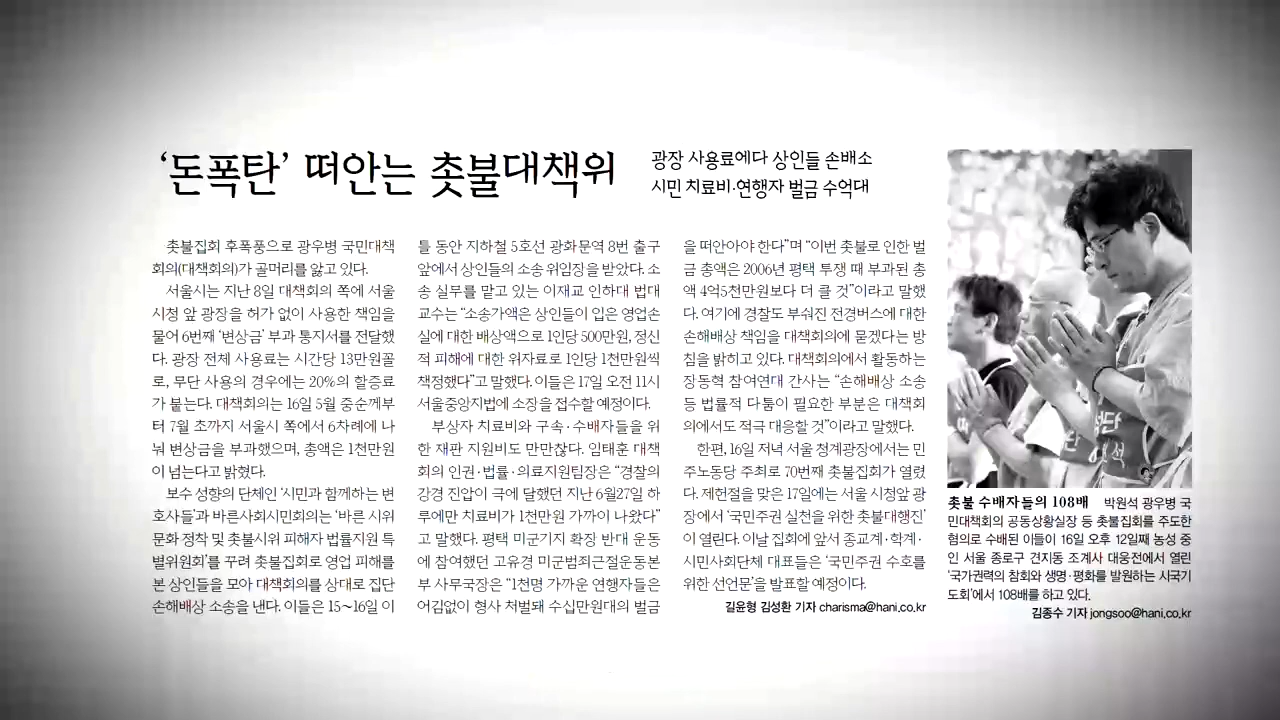 ‘돈폭탄’ 떠안는 촛불대책위
광장 사용료에다 상인들 손배소
시민 치료비·연행자 벌금 수억대
촛불집회 후폭풍으로 광우병 국민대책
회의(대책회의)가 골머리를 앓고 있다.
서울시는 지난 8일 대책회의 쪽에 서울
시청 앞 광장을 허가 없이 사용한 책임을
물어 6번째 ‘변상금’ 부과 통지서를 전달했
다. 광장 전체 사용료는 시간당 13만원꼴
로, 무단 사용의 경우에는 20%의 할증료
가 붙는다. 대책회의는 16일 5월 중순께부
터 7월 초까지 서울시 쪽에서 6차례에 나
눠 변상금을 부과했으며, 총액은 1천만원
이 넘는다고 밝혔다.
보수 성향의 단체인 ‘시민과 함께하는 변
호사들’과 바른사회시민회의는 ‘바른 시위
문화 정착 및 촛불시위 피해자 법률지원 특
별위원회’를 꾸려 촛불집회로 영업 피해를
본 상인들을 모아 대책회의를 상대로 집단
손해배상 소송을 낸다. 이들은 15~16일 이
틀 동안 지하철 5호선 광화문역 8번 출구
앞에서 상인들의 소송 위임장을 받았다. 소
송 실무를 맡고 있는 이재교 인하대 법대
교수는 “소송가액은 상인들이 입은 영업손
실에 대한 배상액으로 1인당 500만원, 정신
적 피해에 대한 위자료로 1인당 1천만원씩
책정했다”고 말했다. 이들은 17일 오전 11시
서울중앙지법에 소장을 접수할 예정이다.
부상자 치료비와 구속·수배자들을 위
한 재판 지원비도 만만찮다. 임태훈 대책
회의 인권·법률·의료지원팀장은 “경찰의
강경 진압이 극에 달했던 지난 6월27일 하
루에만 치료비가 1천만원 가까이 나왔다”
고 말했다. 평택 미군기지 확장 반대 운동
에 참여했던 고유경 미군범죄근절운동본
부 사무국장은 “1천명 가까운 연행자들은
어김없이 형사 처벌돼 수십만원대의 벌금
을 떠안아야 한다”며 “이번 촛불로 인한 벌
금 총액은 2006년 평택 투쟁 때 부과된 총
액 4억5천만원보다 더 클 것”이라고 말했
다. 여기에 경찰도 부숴진 전경버스에 대한
손해배상 책임을 대책회의에 묻겠다는 방
침을 밝히고 있다. 대책회의에서 활동하는
장동혁 참여연대 간사는 “손해배상 소송
등 법률적 다툼이 필요한 부분은 대책회
의에서도 적극 대응할 것”이라고 말했다.
한편, 16일 저녁 서울 청계광장에서는 민
주노동당 주최로 70번째 촛불집회가 열렸
다. 제헌절을 맞은 17일에는 서울 시청앞 광
장에서 ‘국민주권 실천을 위한 촛불대행진’
이 열린다. 이날 집회에 앞서 종교계·학계·
시민사회단체 대표들은 ‘국민주권 수호를
위한 선언문’을 발표할 예정이다.
길윤형 김성환 기자 charisma@hani.co.kr
촛불 수배자들의 108배 박원석 광우병 국
민대책회의 공동상황실장 등 촛불집회를 주도한
혐의로 수배된 이들이 16일 오후 12일째 농성 중
인 서울 종로구 견지동 조계사 대웅전에서 열린
‘국가권력의 참회와 생명·평화를 발원하는 시국기
도회’에서 108배를 하고 있다.
김종수 기자 jongsoo@hani.co.kr